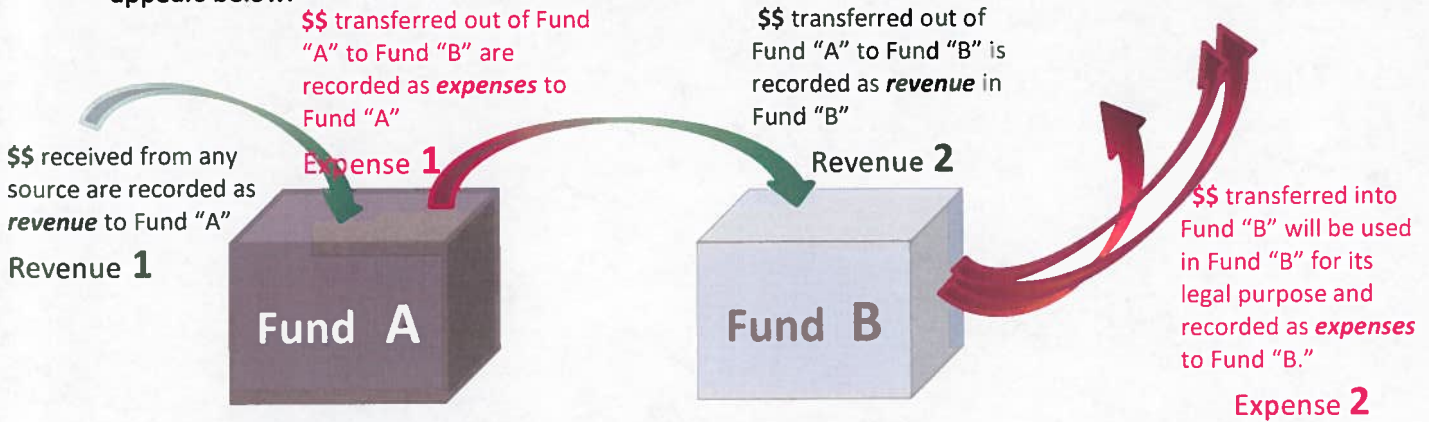 appears below:
$$ transferred out of Fund
"A" to Fund "B" are
recorded as expenses to
Fund "A"
Expense 1
$$ transferred out of
Fund "A" to Fund "B" is
recorded as revenue in
Fund "B"
Revenue 2
$$ received from any
source are recorded as
revenue to Fund "A"
Revenue 1
$$ transferred into
Fund "B" will be used
in Fund "B" for its
legal purpose and
recorded as expenses
to Fund "B."
Expense 2
Fund A
Fund B